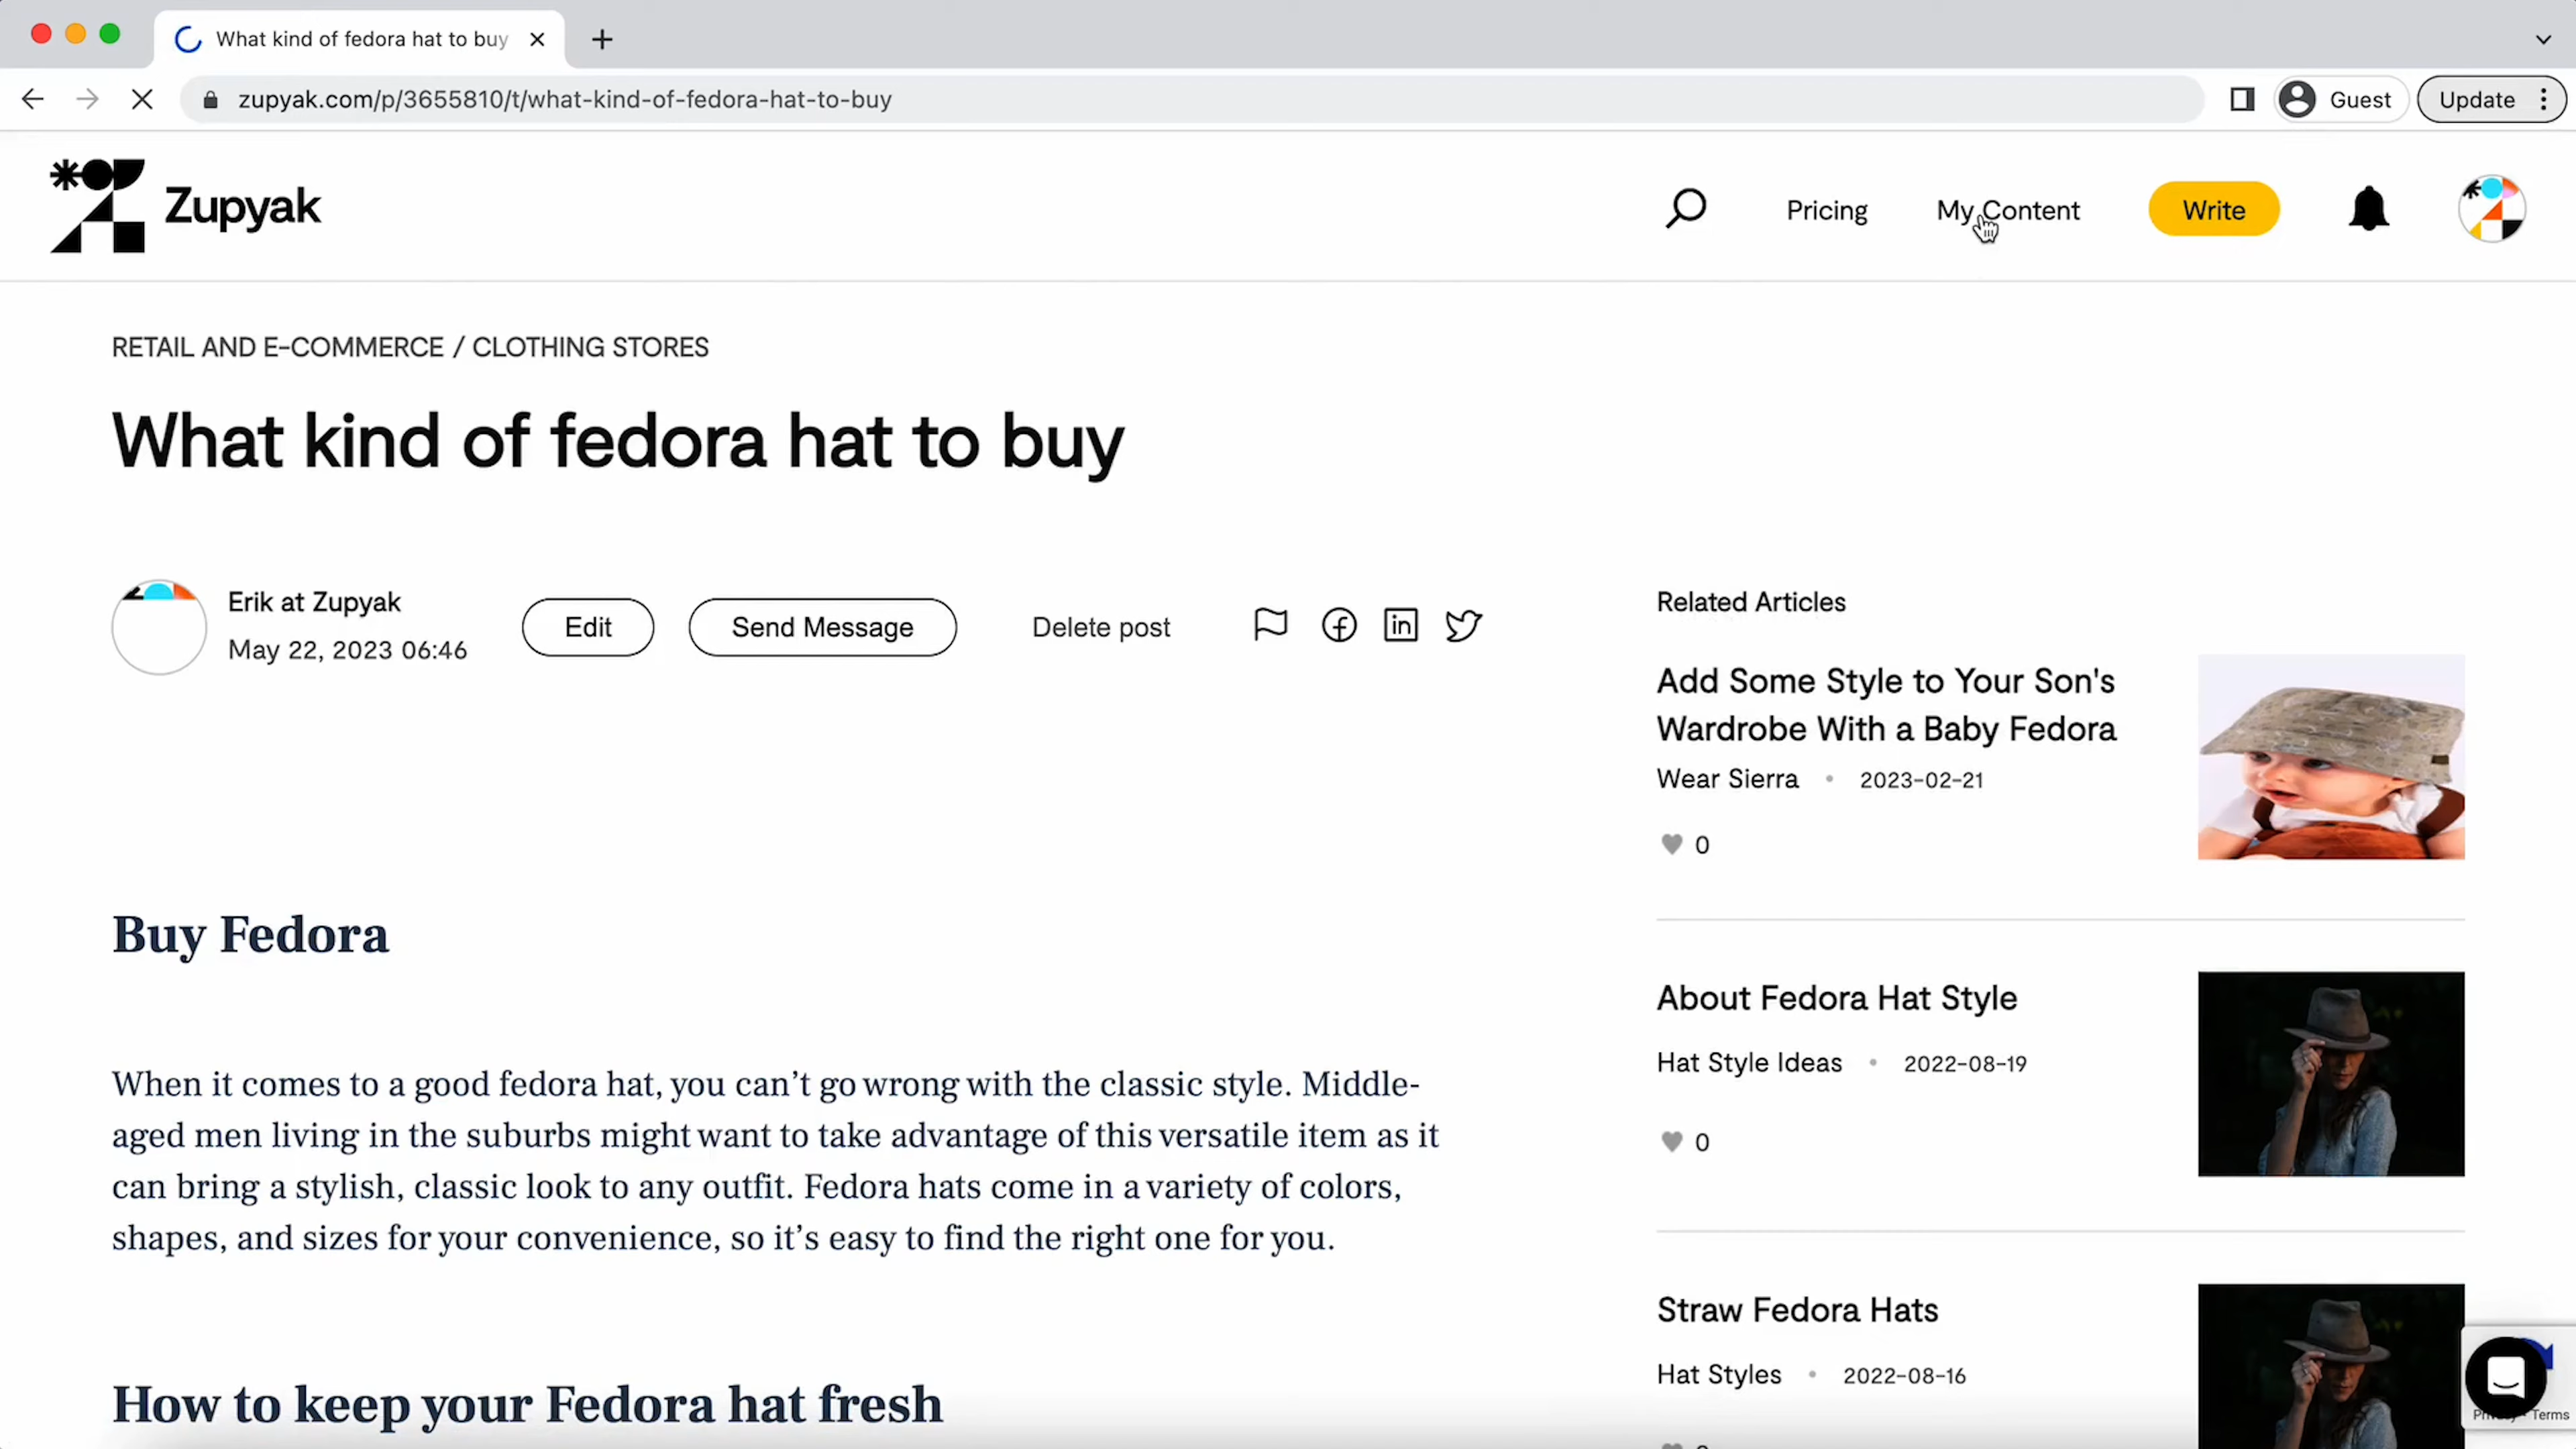 What kind of fedora hat to buy
zupyak.com/p/3655810/t/what-kind-of-fedora-hat-to-buy
Guest
Update
Zupyak
Pricing
My Content
Write
RETAIL AND E-COMMERCE / CLOTHING STORES
What kind of fedora hat to buy
Erik at Zupyak
May 22, 2023 06:46
Edit
Send Message
Delete post
Buy Fedora
When it comes to a good fedora hat, you can’t go wrong with the classic style. Middle-
aged men living in the suburbs might want to take advantage of this versatile item as it
can bring a stylish, classic look to any outfit. Fedora hats come in a variety of colors,
shapes, and sizes for your convenience, so it’s easy to find the right one for you.
How to keep your Fedora hat fresh
Related Articles
Add Some Style to Your Son's
Wardrobe With a Baby Fedora
Wear Sierra • 2023-02-21
0
About Fedora Hat Style
Hat Style Ideas • 2022-08-19
0
Straw Fedora Hats
Hat Styles • 2022-08-16
Terms